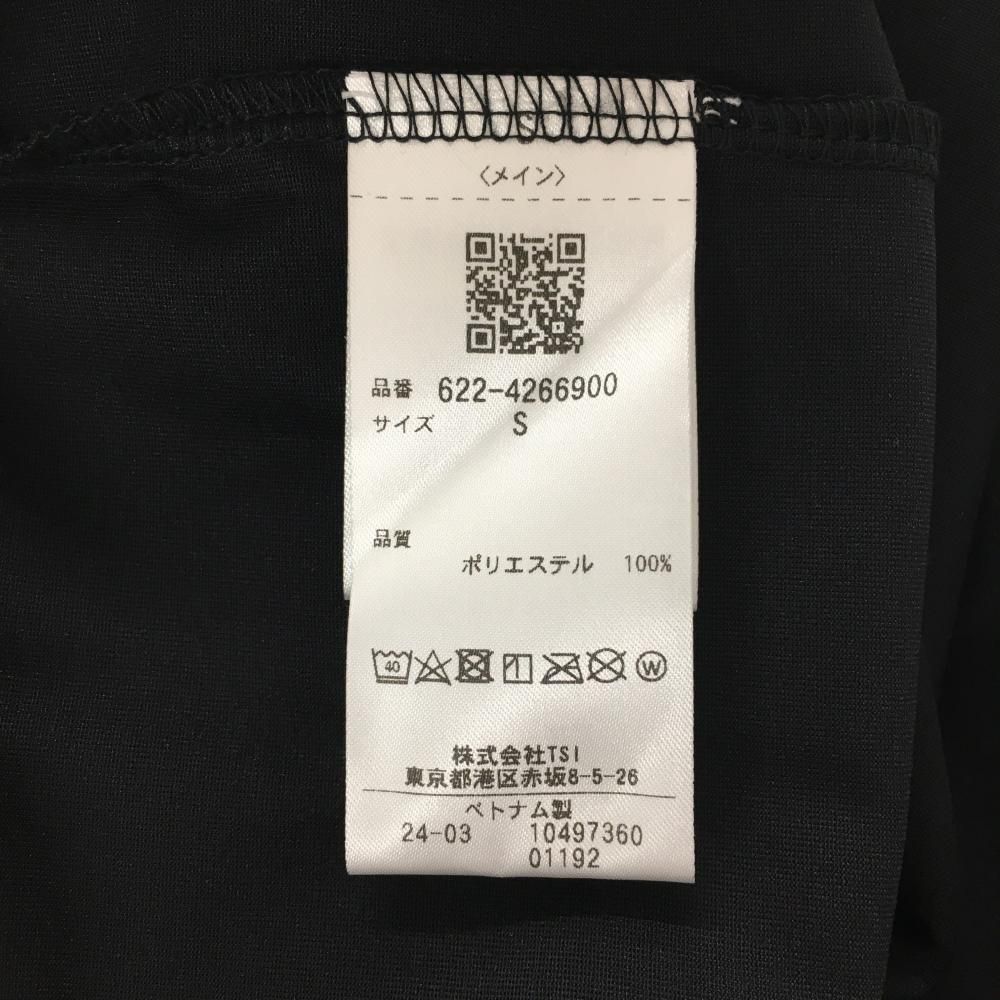 S
〈メイン〉
品番 622-4266900
サイズ S
品質
ポリエステル 100%
40
W
株式会社TSI
東京都港区赤坂8-5-26
ベトナム製
24-03 10497360
01192